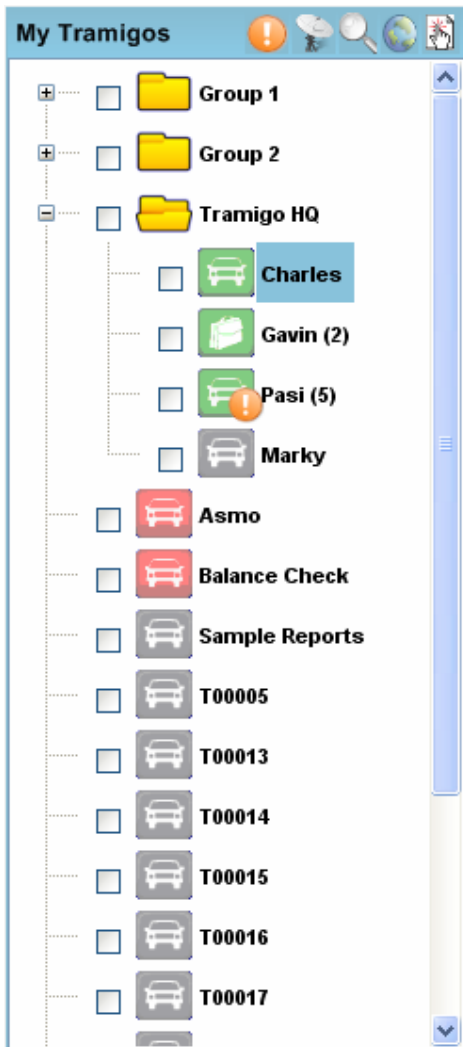 My Tramigos
Group 1
Group 2
Tramigo HQ
Charles
Gavin (2)
Pasi (5)
Marky
Asmo
Balance Check
Sample Reports
T00005
T00013
T00014
T00015
T00016
T00017